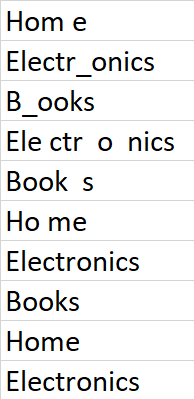 Hom e
Electr_onics
B_ooks
Ele ctr  o  nics
Book  s
Ho me
Electronics
Books
Home
Electronics